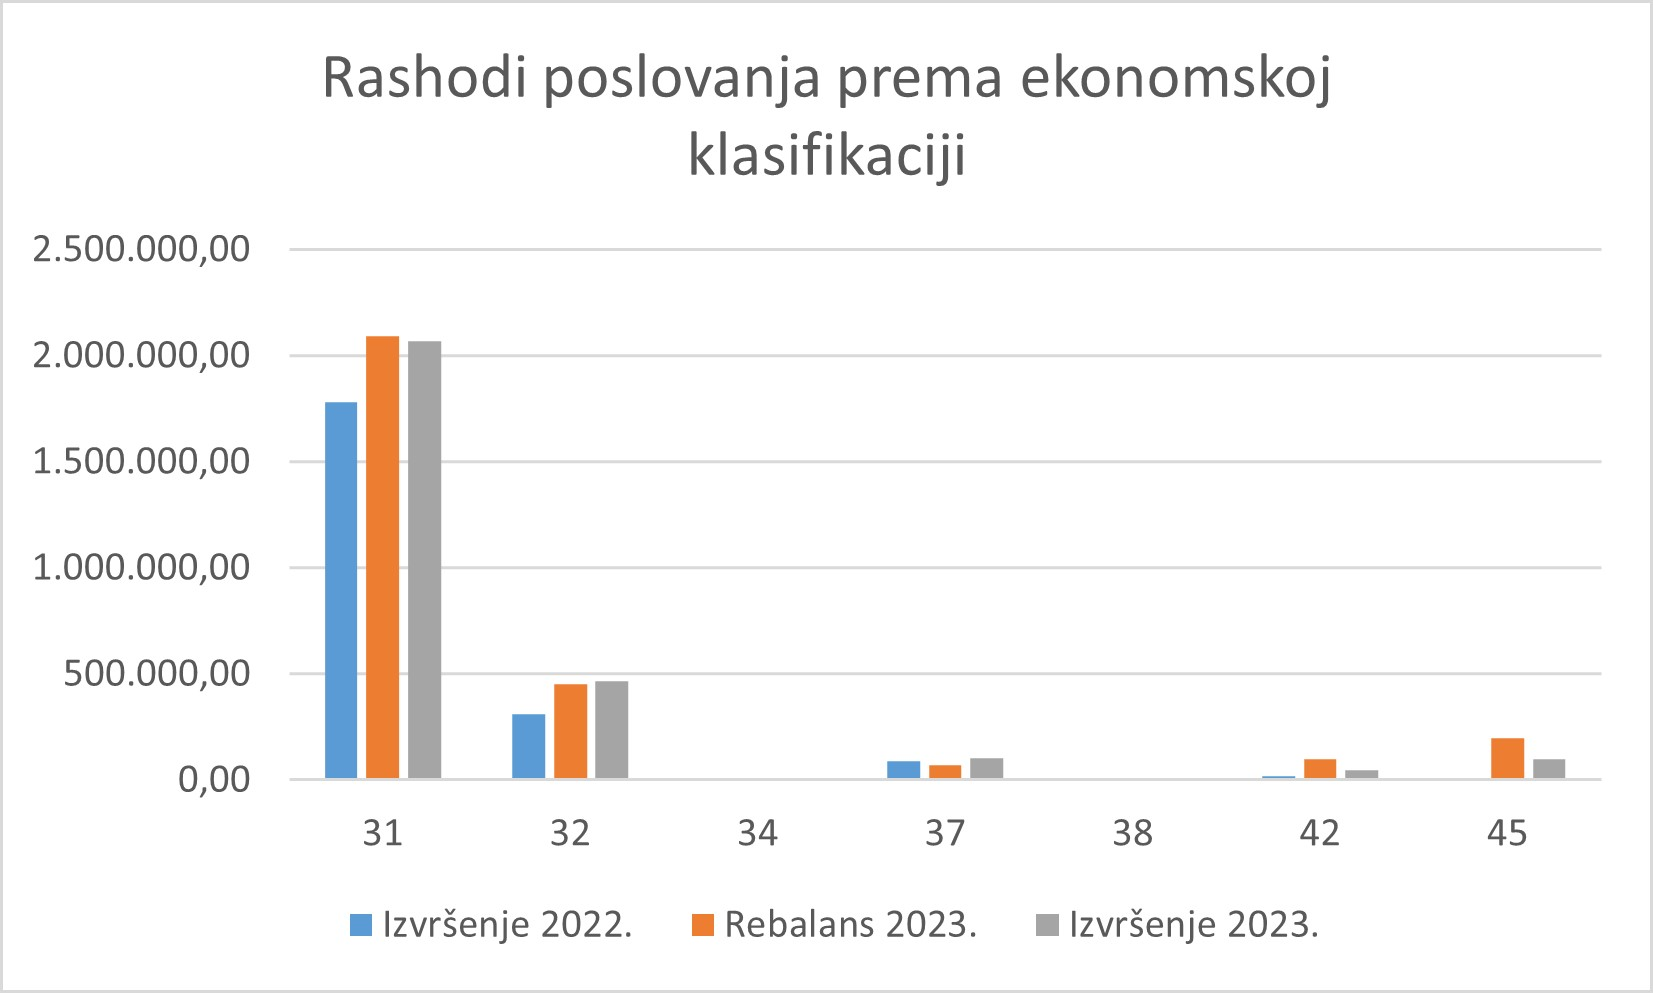 Rashodi poslovanja prema ekonomskoj
klasifikaciji
2.500.000,00
2.000.000,00
1.500.000,00
1.000.000,00
500.000,00
0,00
31 32 34 37 38 42 45
Izvršenje 2022. Rebalans 2023. Izvršenje 2023.